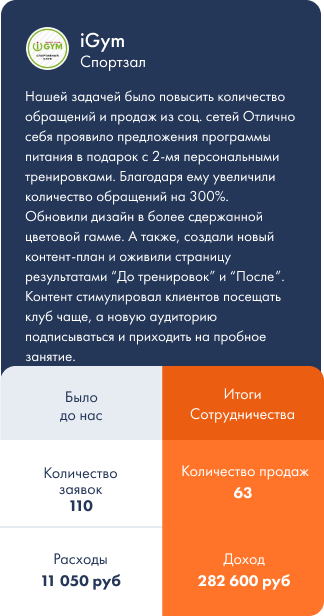 iGym
Спортзал
GYM
Нашей задачей было повысить количество
обращений и продаж из соц. сетей Отлично
себя проявило предложения программы
питания в подарок с 2-мя персональными
тренировками. Благодаря ему увеличили
количество обращений на 300%.
Обновили дизайн в более сдержанной
цветовой гамме. А также, создали новый
контент-план и оживили страницу
результатами “До тренировок” и “После“.
Контент стимулировал клиентов посещать
клуб чаще, а новую аудиторию
подписываться и приходить на пробное
занятие.
Было
до нас
Итоги
Сотрудничества
Количество
заявок
110
Количество продаж
63
Расходы
11 050 руб
Доход
282 600 руб